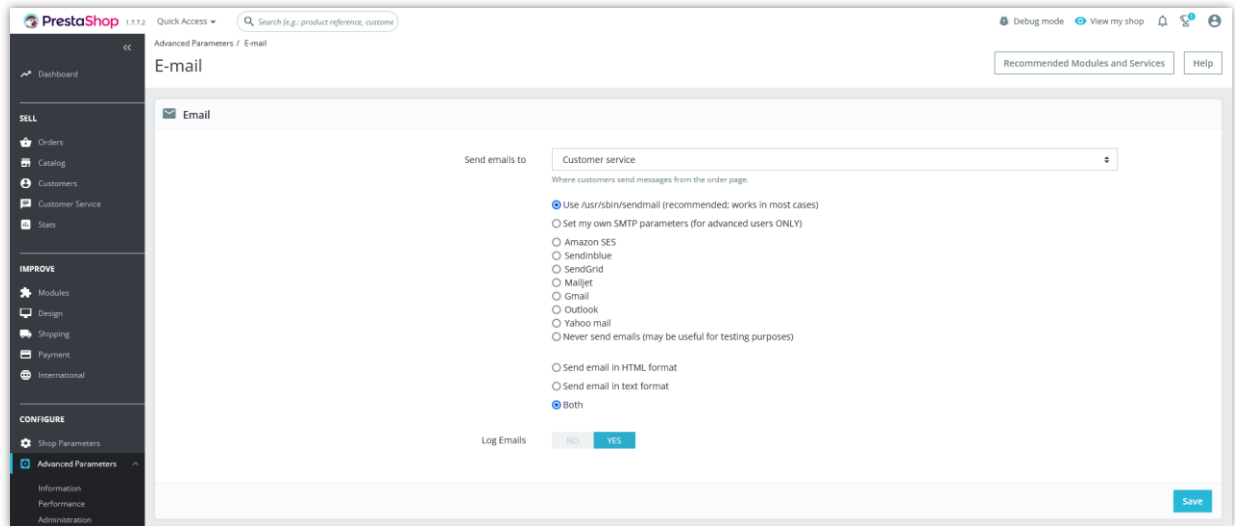 PrestaShop 1.7.7.2 Quick Access Search (e.g.: product reference, custome Debug mode View my shop
Advanced Parameters / E-mail
E-mail
Recommended Modules and Services Help
Dashboard
SELL
Orders
Catalog
Customers
Customer Service
Stats
IMPROVE
Modules
Design
Shipping
Payment
International
CONFIGURE
Shop Parameters
Advanced Parameters
Information
Performance
Administration
Email
Send emails to Customer service
Where customers send messages from the order page.
Use /usr/sbin/sendmail (recommended; works in most cases)
Set my own SMTP parameters (for advanced users ONLY)
Amazon SES
Sendinblue
SendGrid
Mailjet
Gmail
Outlook
Yahoo mail
Never send emails (may be useful for testing purposes)
Send email in HTML format
Send email in text format
Both
Log Emails NO YES
Save